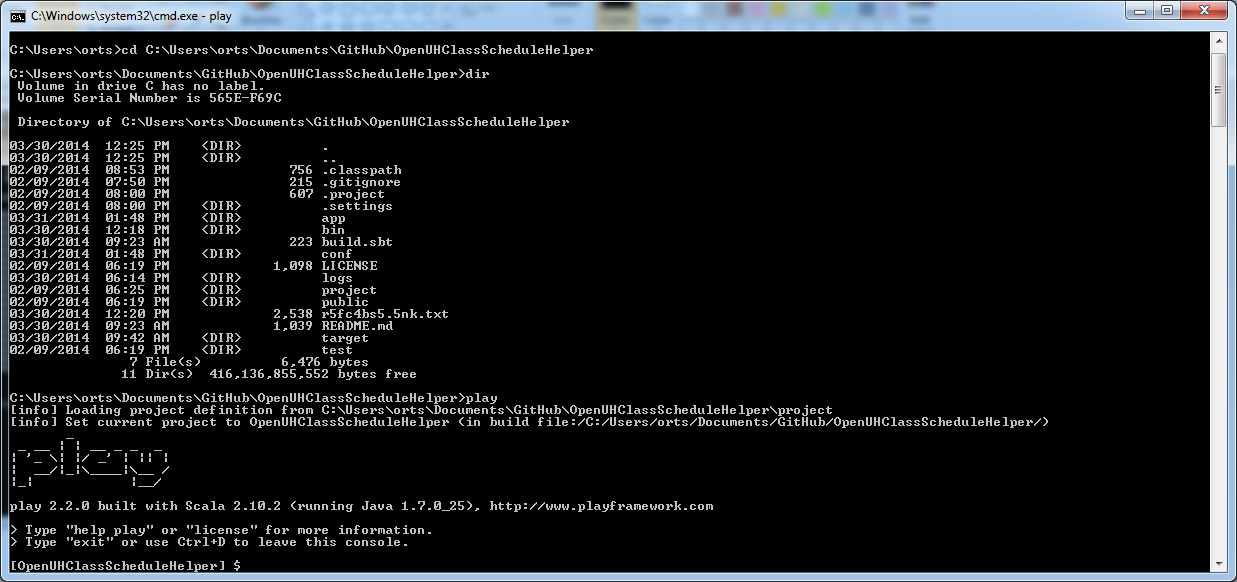 C:\Windows\system32\cmd.exe - play
C:\Users\orts>cd C:\Users\orts\Documents\GitHub\OpenUHClassScheduleHelper
C:\Users\orts\Documents\GitHub\OpenUHClassScheduleHelper>dir
Volume in drive C has no label.
Volume Serial Number is 565E-F69C
Directory of C:\Users\orts\Documents\GitHub\OpenUHClassScheduleHelper
03/30/2014  12:25 PM    <DIR>          .
03/30/2014  12:25 PM    <DIR>          ..
02/09/2014  08:53 PM               756 .classpath
02/09/2014  07:50 PM               215 .gitignore
02/09/2014  08:00 PM               607 .project
02/09/2014  08:00 PM    <DIR>          .settings
03/31/2014  01:48 PM    <DIR>          app
03/30/2014  12:18 PM    <DIR>          bin
03/30/2014  09:23 AM               223 build.sbt
03/31/2014  01:48 PM    <DIR>          conf
02/09/2014  06:19 PM             1,098 LICENSE
03/30/2014  06:14 PM    <DIR>          logs
02/09/2014  06:25 PM    <DIR>          project
02/09/2014  06:19 PM    <DIR>          public
03/30/2014  12:20 PM             2,538 r5fc4bs5.5nk.txt
03/30/2014  09:23 AM             1,039 README.md
03/30/2014  09:42 AM    <DIR>          target
02/09/2014  06:19 PM    <DIR>          test
7 File(s)          6,476 bytes
11 Dir(s)  416,136,855,552 bytes free
C:\Users\orts\Documents\GitHub\OpenUHClassScheduleHelper>play
[info] Loading project definition from C:\Users\orts\Documents\GitHub\OpenUHClassScheduleHelper\project
[info] Set current project to OpenUHClassScheduleHelper (in build file:/C:/Users/orts/Documents/GitHub/OpenUHClassScheduleHelper/)
play
play 2.2.0 built with Scala 2.10.2 (running Java 1.7.0_25), http://www.playframework.com
> Type "help play" or "license" for more information.
> Type "exit" or use Ctrl+D to leave this console.
[OpenUHClassScheduleHelper] $